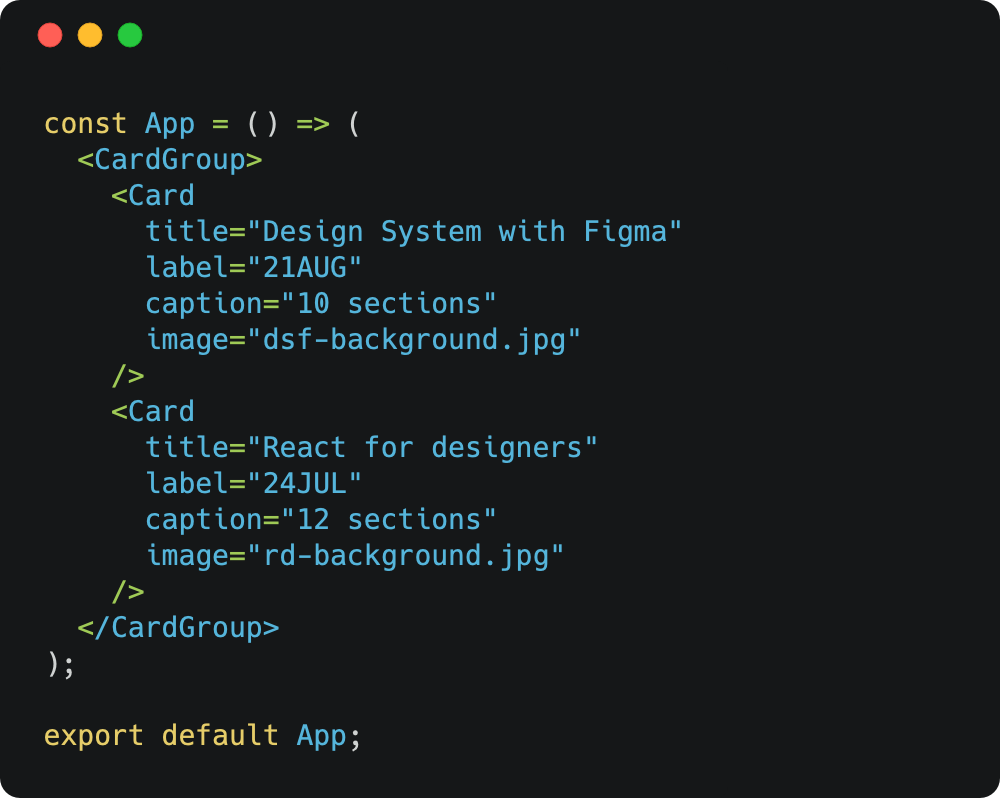 const App = () => (
  <CardGroup>
    <Card
      title="Design System with Figma"
      label="21AUG"
      caption="10 sections"
      image="dsf-background.jpg"
    />
    <Card
      title="React for designers"
      label="24JUL"
      caption="12 sections"
      image="rd-background.jpg"
    />
  </CardGroup>
);

export default App;